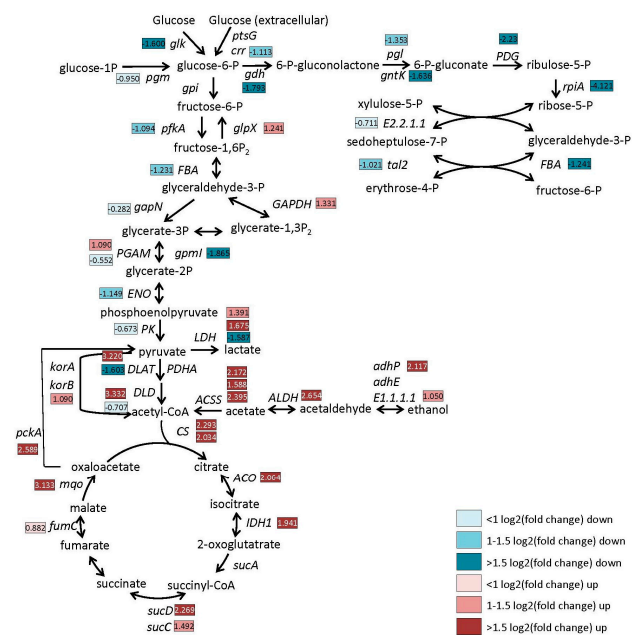 Glucose
Glucose (extracellular)
-1.600 glk
ptsG
crr -1.113
glucose-1P
glucose-6-P
6-P-gluconolactone
-1.353
pgl
gntK -1.636
6-P-gluconate
-2.23
PDG
ribulose-5-P
-0.950 pgm
gdh
-1.793
gpi
rpiA -4.121
fructose-6-P
xylulose-5-P
ribose-5-P
-1.094 pfkA
glpX 1.241
-0.711 E2.2.1.1
fructose-1,6P2
sedoheptulose-7-P
glyceraldehyde-3-P
-1.231 FBA
-1.021 tal2
FBA -1.241
glyceraldehyde-3-P
erythrose-4-P
fructose-6-P
-0.282 gapN
GAPDH 1.331
glycerate-3P
glycerate-1,3P2
1.090
-0.552 PGAM
gpmI -1.865
glycerate-2P
-1.149 ENO
phosphoenolpyruvate
1.391
-0.673 PK
LDH
1.675
-1.587
pyruvate
lactate
korA
3.220
-1.603 DLAT
PDHA
2.172
adhP 2.117
korB
1.090
3.332 DLD
-0.707
ACSS
1.588
2.395
ALDH 2.654
adhE
E1.1.1.1 1.050
acetyl-CoA
acetate
acetaldehyde
ethanol
pckA
2.589
CS
2.293
2.034
oxaloacetate
citrate
3.133 mqo
ACO 2.064
malate
isocitrate
0.882 fumC
IDH1 1.941
fumarate
2-oxoglutatrate
sucA
succinate
succinyl-CoA
sucD 2.269
sucC 1.492
<1 log2(fold change) down
1-1.5 log2(fold change) down
>1.5 log2(fold change) down
<1 log2(fold change) up
1-1.5 log2(fold change) up
>1.5 log2(fold change) up